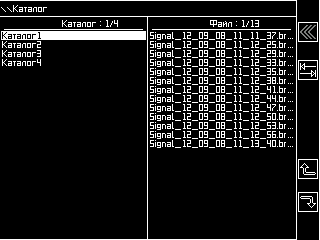 \\Каталог
Каталог : 1/4
Файл : 1/13
Каталог1
Каталог2
Каталог3
Каталог4
Signal_12_09_08_11_11_37.br...
Signal_12_09_08_11_12_25.br...
Signal_12_09_08_11_12_29.br...
Signal_12_09_08_11_12_33.br...
Signal_12_09_08_11_12_35.br...
Signal_12_09_08_11_12_38.br...
Signal_12_09_08_11_12_41.br...
Signal_12_09_08_11_12_44.br...
Signal_12_09_08_11_12_47.br...
Signal_12_09_08_11_12_50.br...
Signal_12_09_08_11_12_53.br...
Signal_12_09_08_11_12_56.br...
Signal_12_09_08_11_13_40.br...